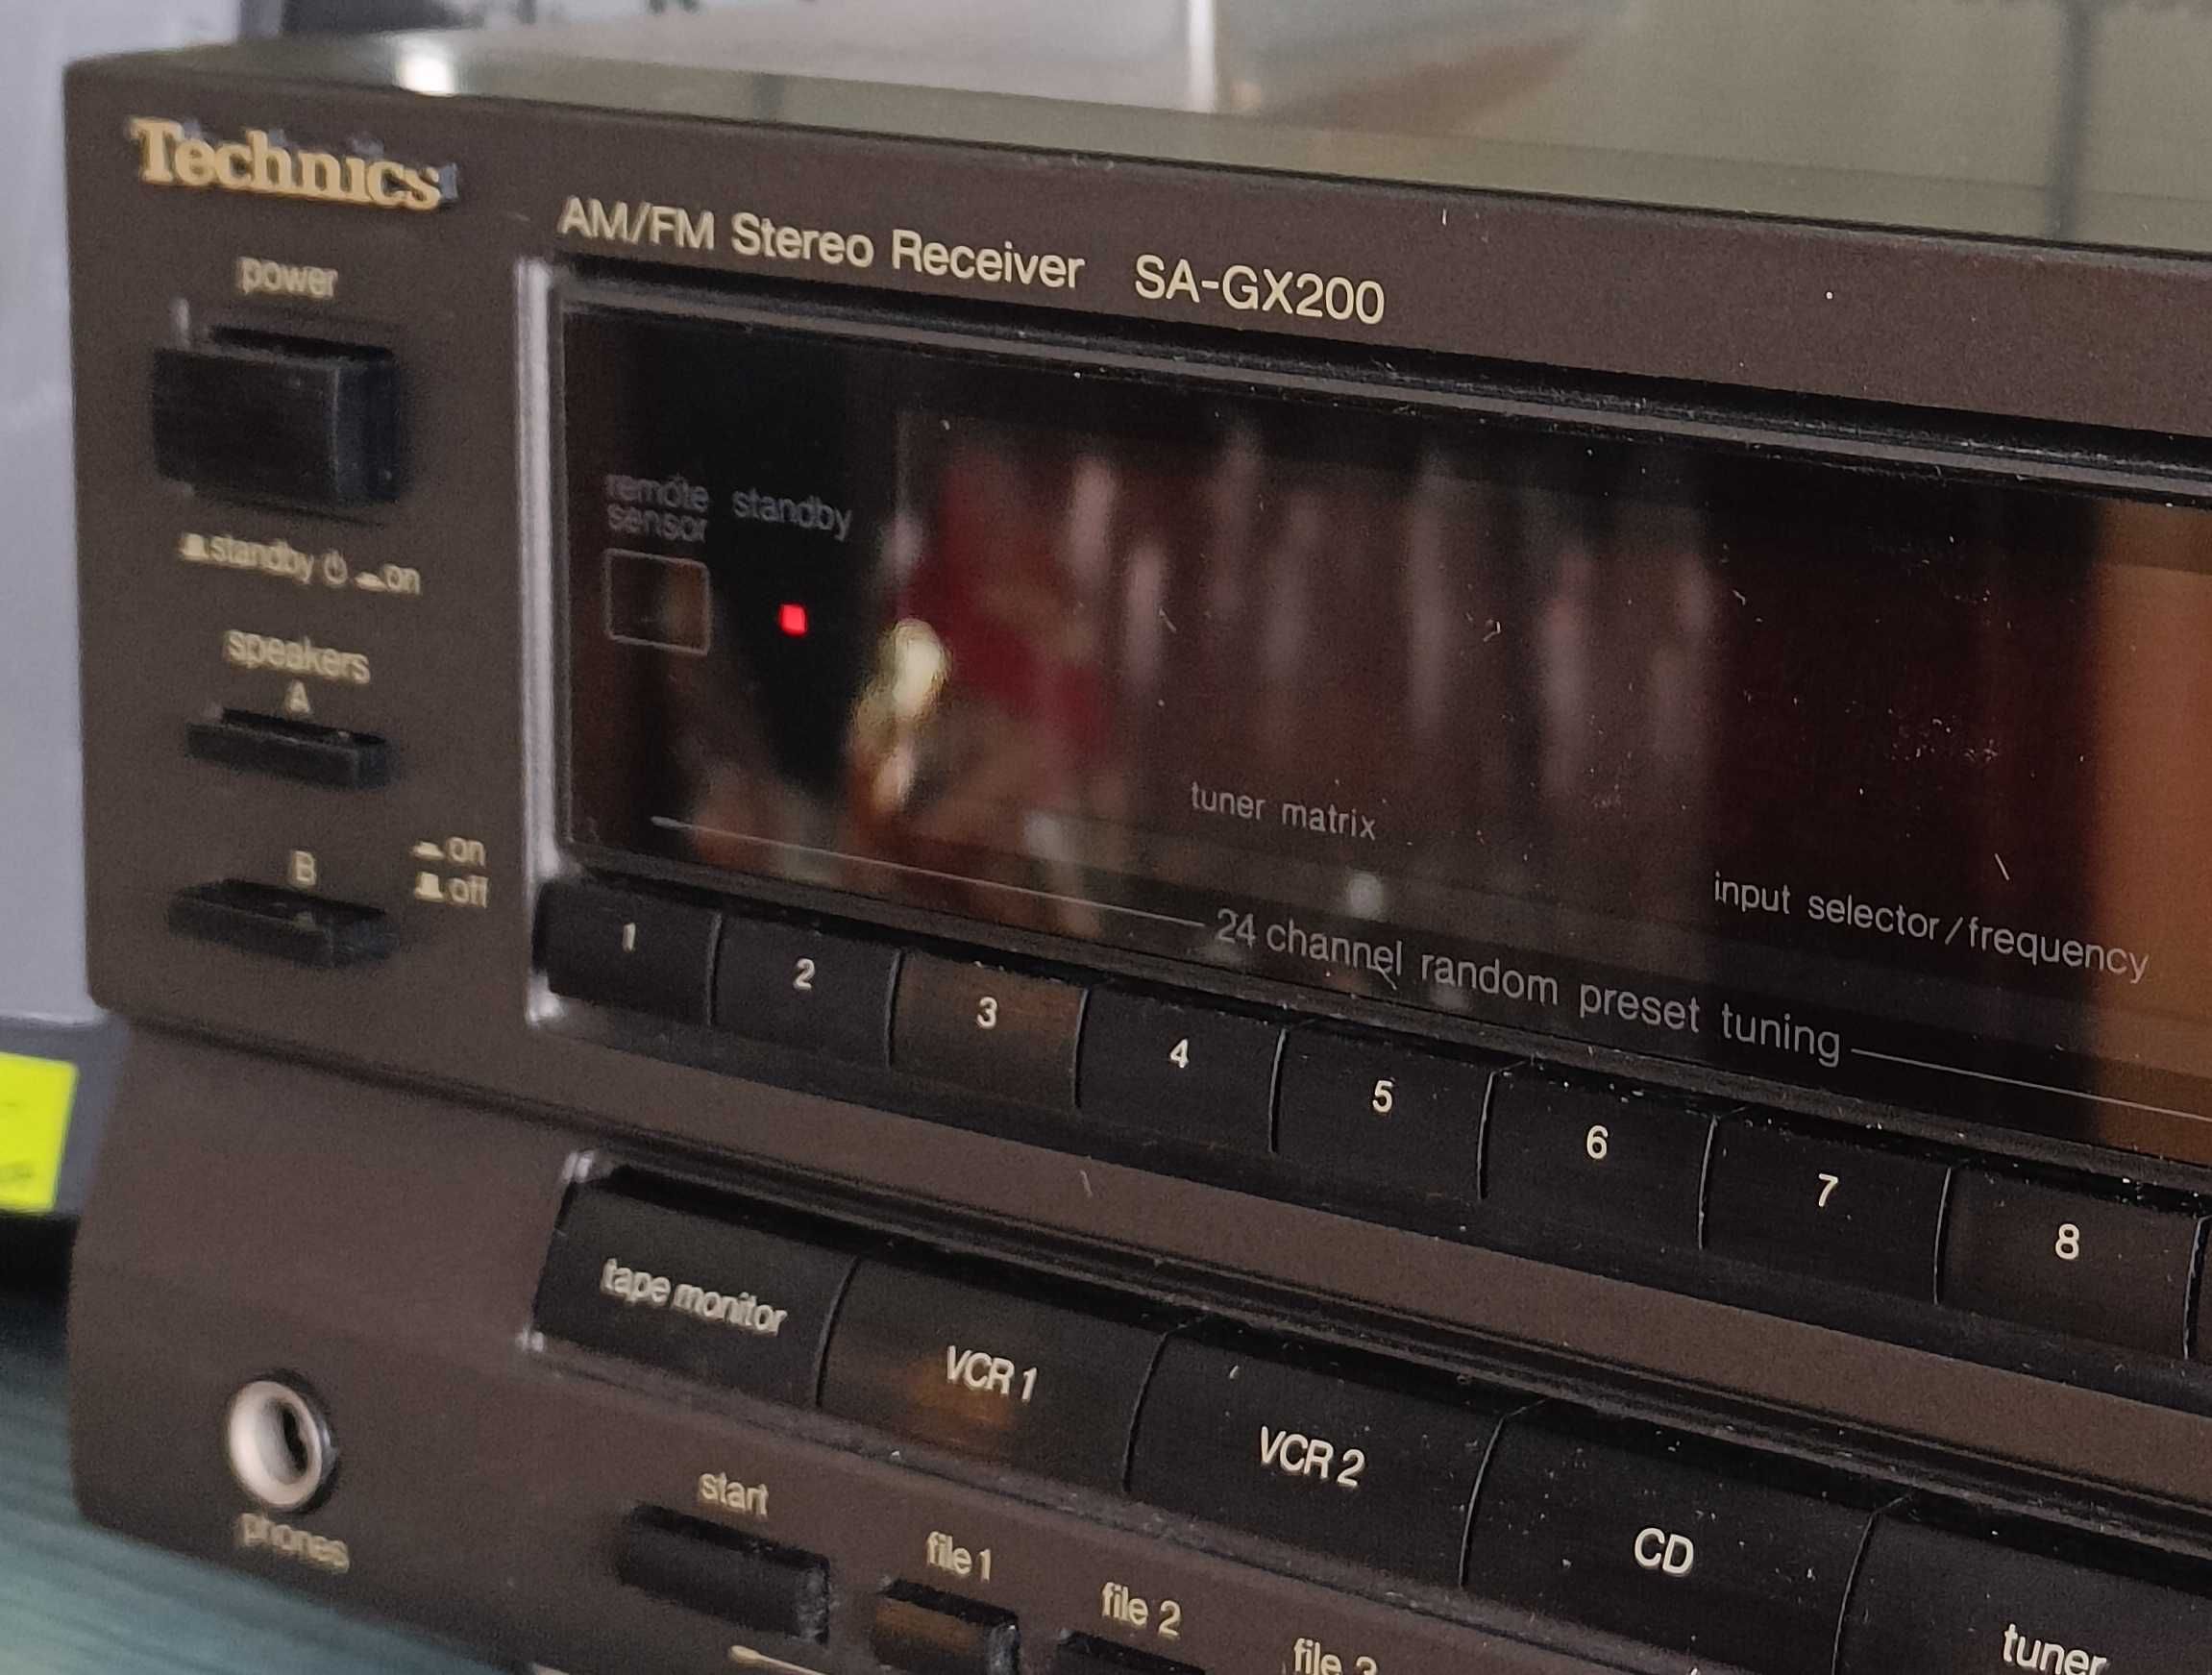 Technics
AM/FM Stereo Receiver SA-GX200
power
standby on
speakers
A
B
on
off
remote
sensor
standby
tuner matrix
input selector/frequency
24 channel random preset tuning
1
2
3
4
5
6
7
8
tape monitor
VCR 1
VCR 2
CD
tuner
phones
start
file 1
file 2
file 3